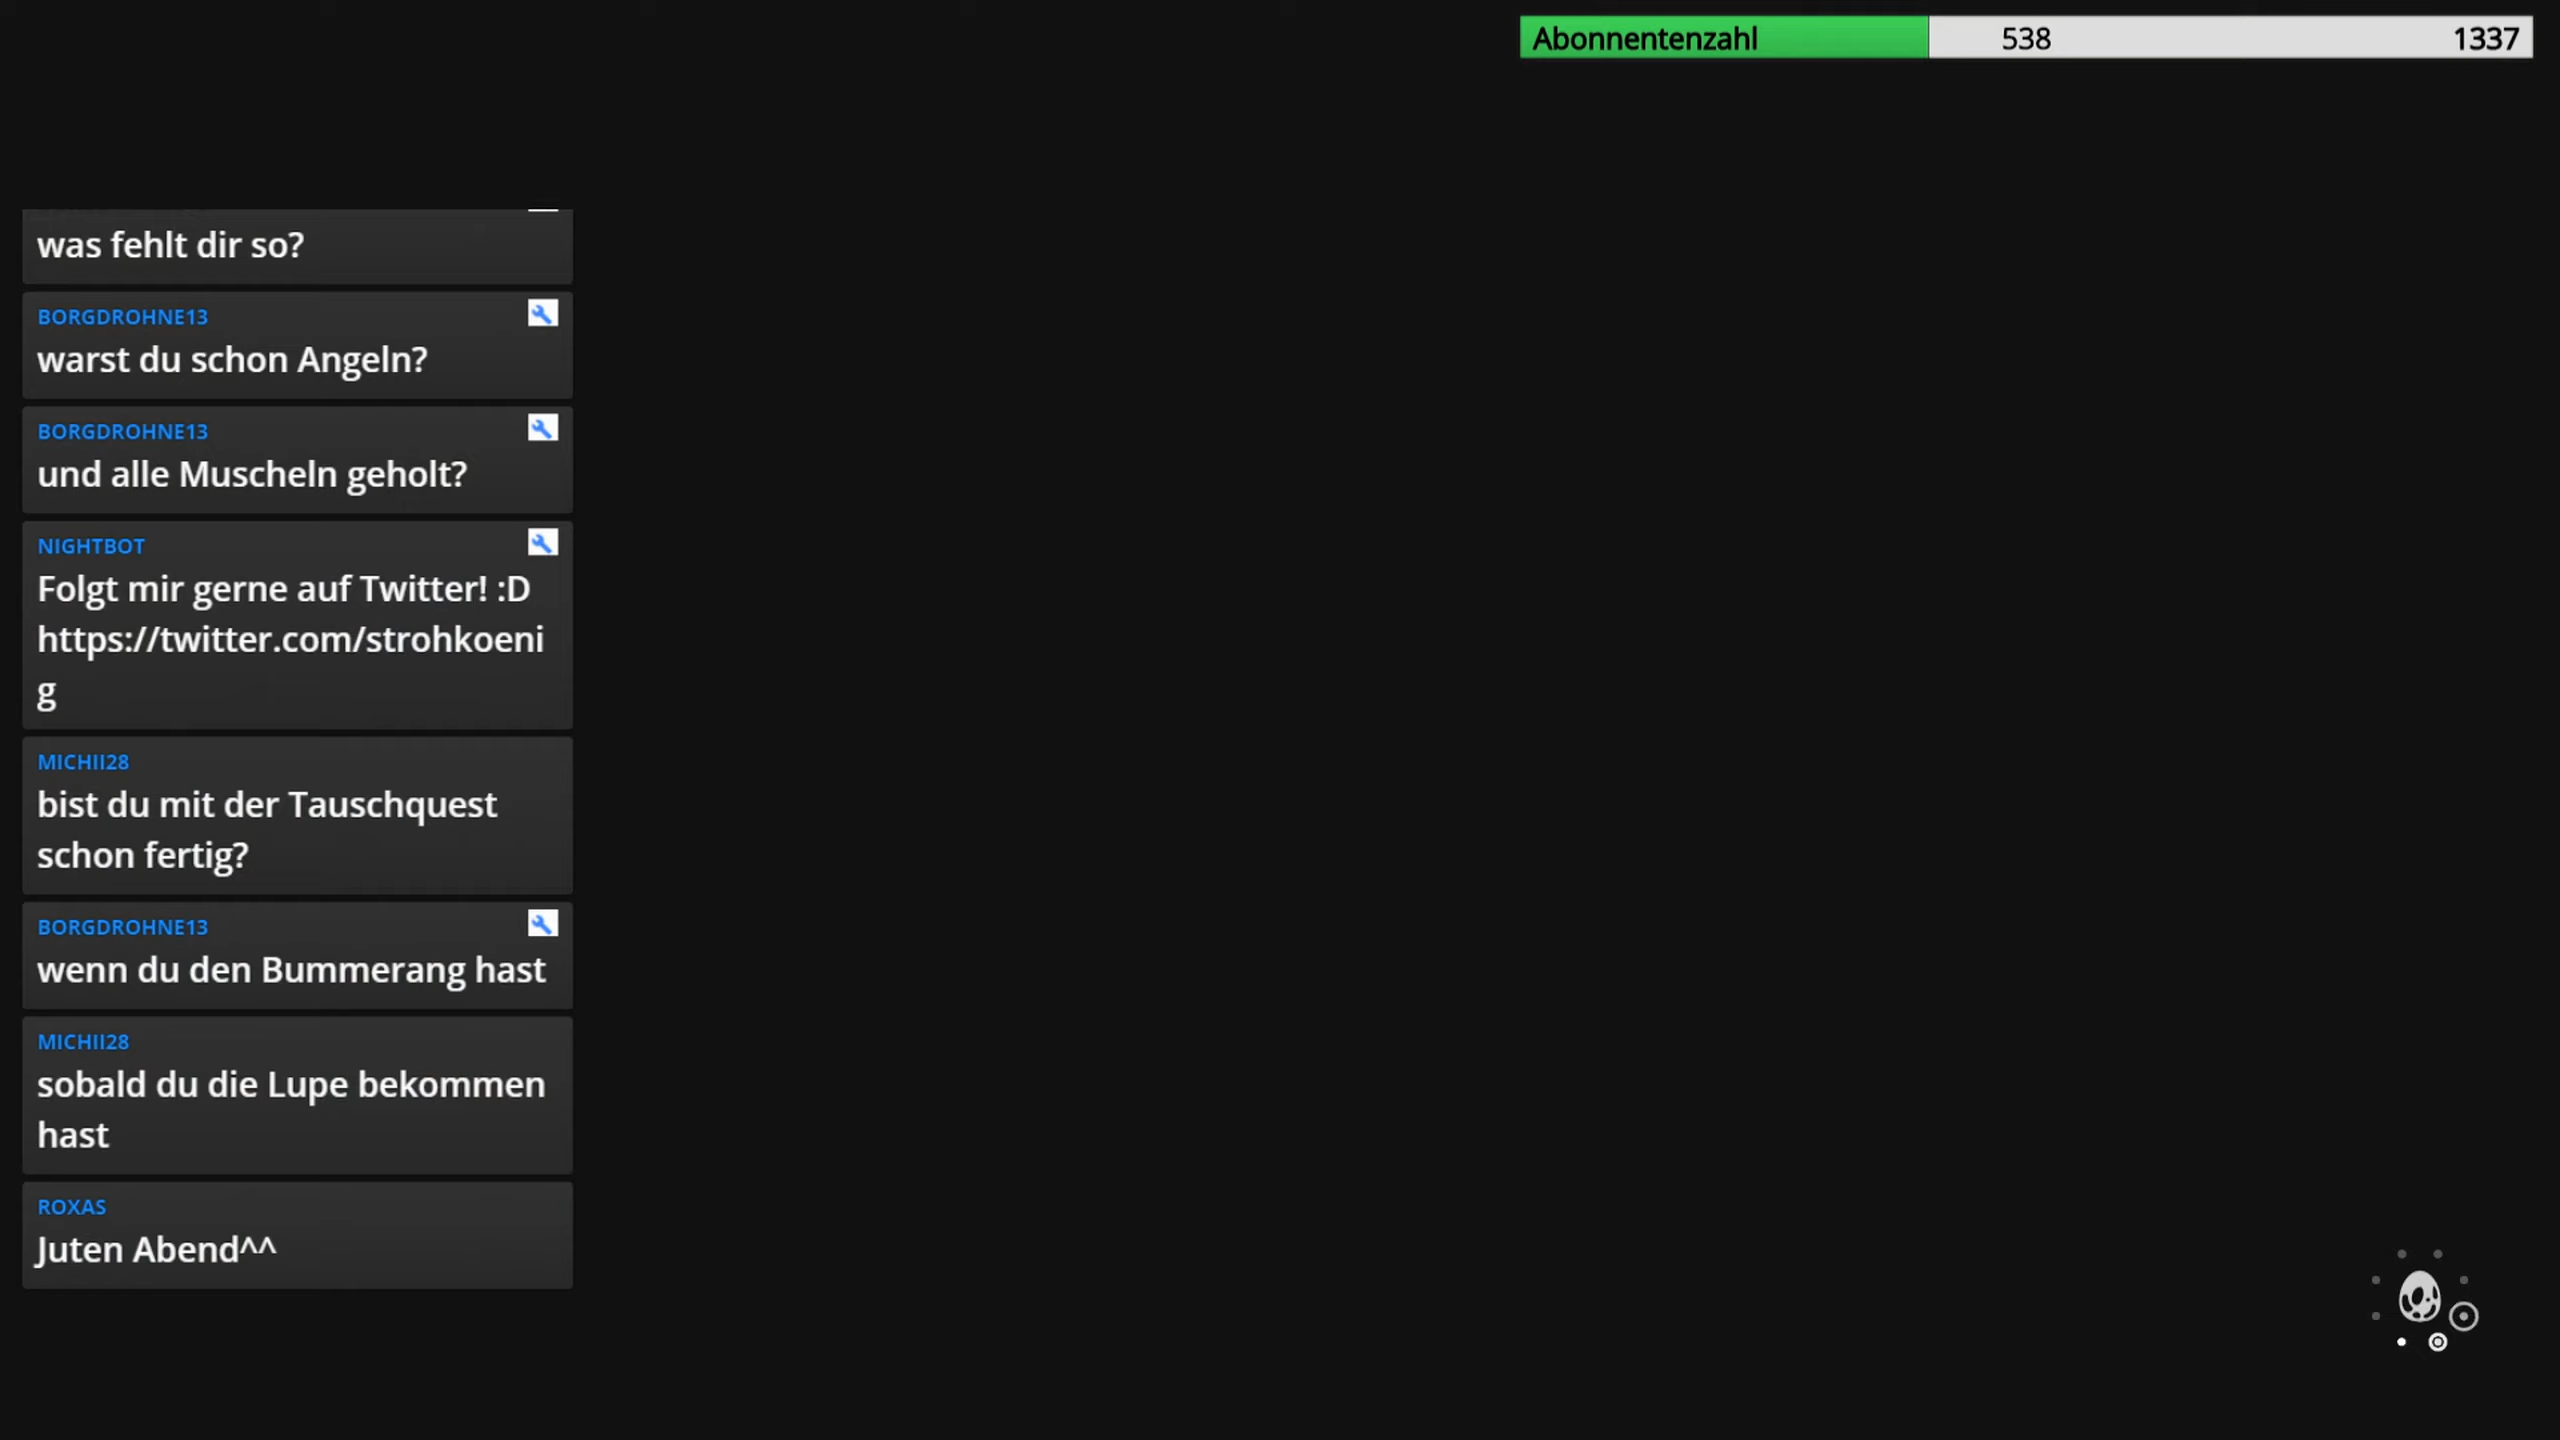 Abonnentenzahl 538 1337
was fehlt dir so?
BORGDROHNE13
warst du schon Angeln?
BORGDROHNE13
und alle Muscheln geholt?
NIGHTBOT
Folgt mir gerne auf Twitter! :D
https://twitter.com/strohkoeni
g
MICHII28
bist du mit der Tauschquest
schon fertig?
BORGDROHNE13
wenn du den Bummerang hast
MICHII28
sobald du die Lupe bekommen
hast
ROXAS
Juten Abend^^